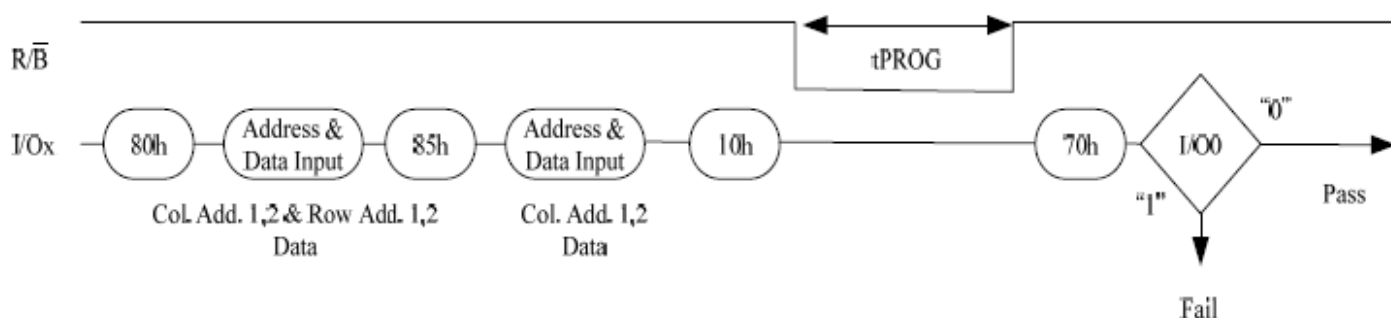 R/B̅
tPROG
I/Ox
80h
Address &
Data Input
85h
Address &
Data Input
10h
70h
I/O0
“0”
Pass
“1”
Fail
Col. Add. 1,2 & Row Add. 1,2
Data
Col. Add. 1,2
Data